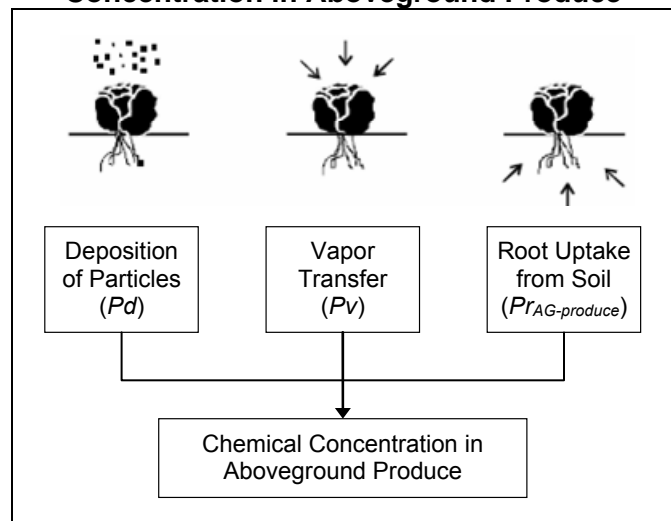 Concentration in Aboveground Produce
Deposition
of Particles
(Pd)
Vapor
Transfer
(Pv)
Root Uptake
from Soil
(PrAG-produce)
Chemical Concentration in
Aboveground Produce